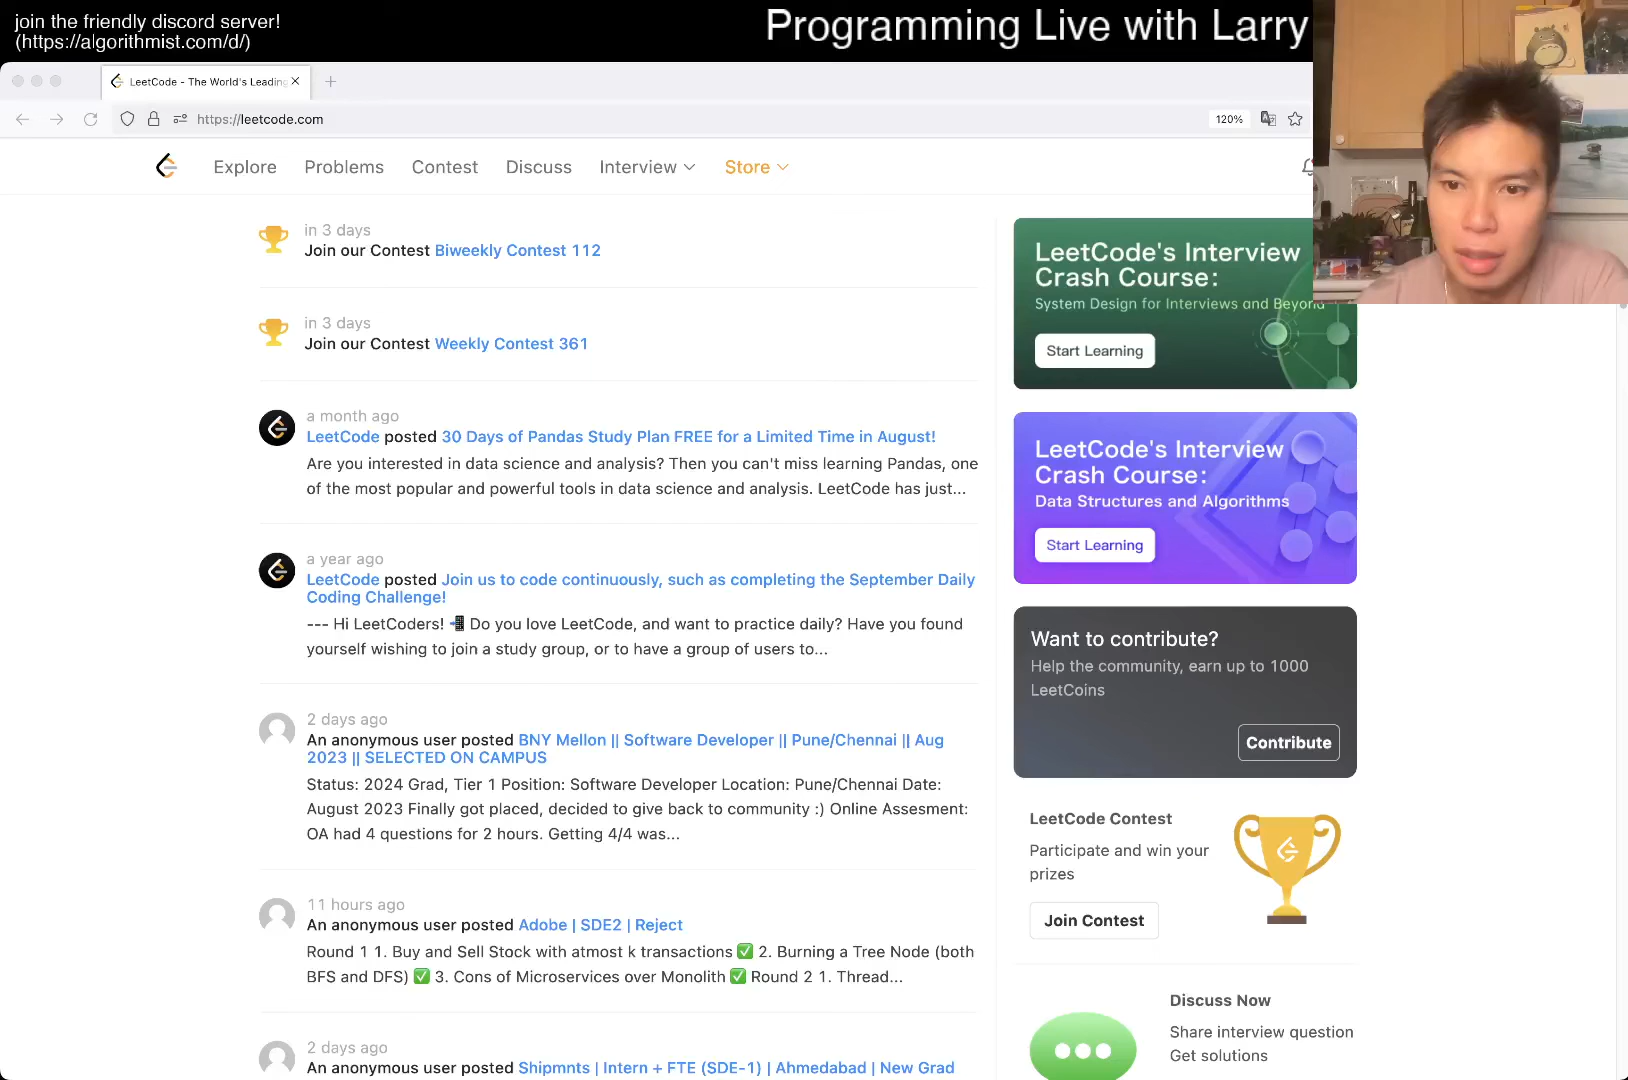 join the friendly discord server!
(https://algorithmist.com/d/)
Programming Live with Larry
LeetCode - The World's Leading
https://leetcode.com
120%
Explore
Problems
Contest
Discuss
Interview
Store
in 3 days
Join our Contest Biweekly Contest 112
in 3 days
Join our Contest Weekly Contest 361
a month ago
LeetCode posted 30 Days of Pandas Study Plan FREE for a Limited Time in August!
Are you interested in data science and analysis? Then you can't miss learning Pandas, one
of the most popular and powerful tools in data science and analysis. LeetCode has just...
a year ago
LeetCode posted Join us to code continuously, such as completing the September Daily
Coding Challenge!
--- Hi LeetCoders! 📲 Do you love LeetCode, and want to practice daily? Have you found
yourself wishing to join a study group, or to have a group of users to...
2 days ago
An anonymous user posted BNY Mellon || Software Developer || Pune/Chennai || Aug
2023 || SELECTED ON CAMPUS
Status: 2024 Grad, Tier 1 Position: Software Developer Location: Pune/Chennai Date:
August 2023 Finally got placed, decided to give back to community :) Online Assesment:
OA had 4 questions for 2 hours. Getting 4/4 was...
11 hours ago
An anonymous user posted Adobe | SDE2 | Reject
Round 1 1. Buy and Sell Stock with atmost k transactions ✅ 2. Burning a Tree Node (both
BFS and DFS) ✅ 3. Cons of Microservices over Monolith ✅ Round 2 1. Thread...
2 days ago
An anonymous user posted Shipmnts | Intern + FTE (SDE-1) | Ahmedabad | New Grad
LeetCode's Interview
Crash Course:
System Design for Interviews and Beyond
Start Learning
LeetCode's Interview
Crash Course:
Data Structures and Algorithms
Start Learning
Want to contribute?
Help the community, earn up to 1000
LeetCoins
Contribute
LeetCode Contest
Participate and win your
prizes
Join Contest
Discuss Now
Share interview question
Get solutions